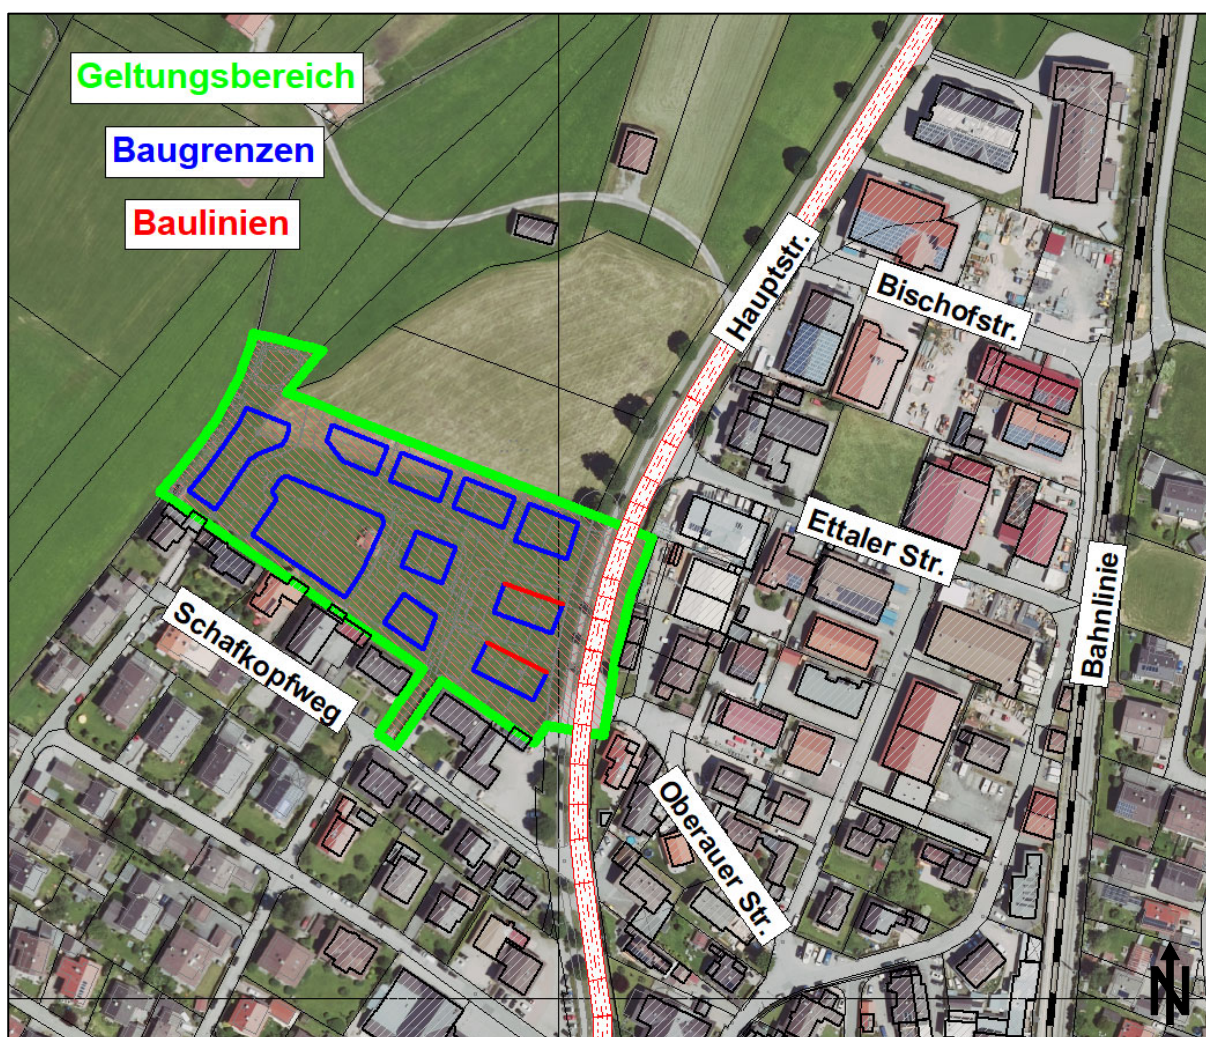 Geltungsbereich
Baugrenzen
Baulinien
Hauptstr.
Bischofstr.
Ettaler Str.
Bahnlinie
Schafkopfweg
Oberauer Str.
N